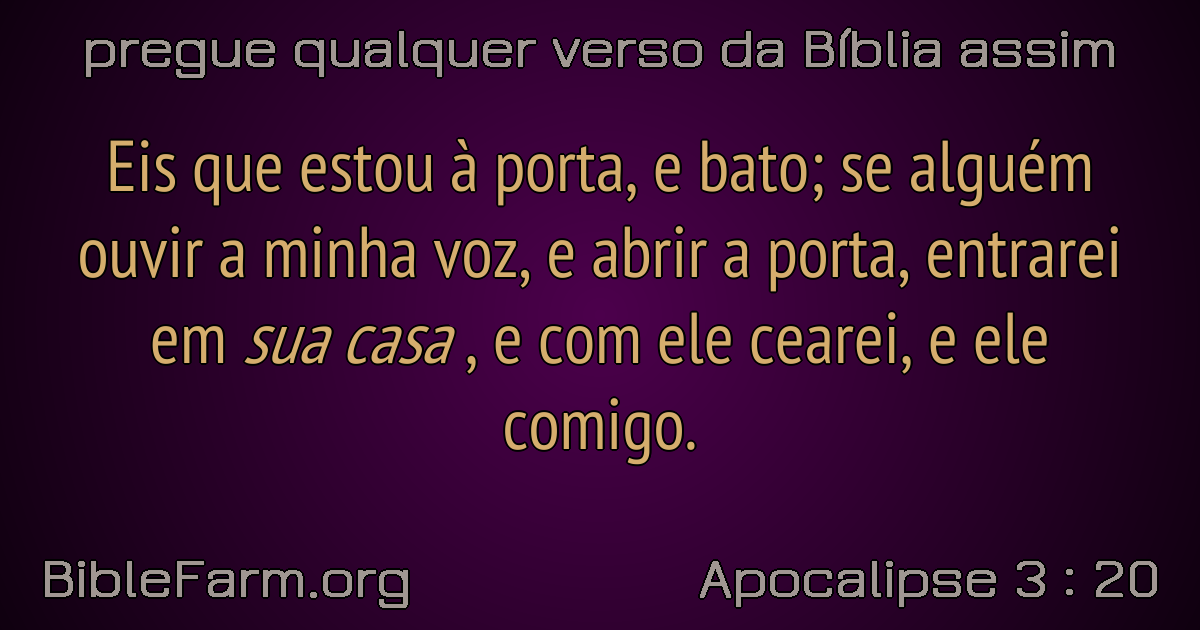 pregue qualquer verso da Bíblia assim
Eis que estou à porta, e bato; se alguém
ouvir a minha voz, e abrir a porta, entrarei
em sua casa , e com ele cearei, e ele
comigo.
BibleFarm.org
Apocalipse 3 : 20